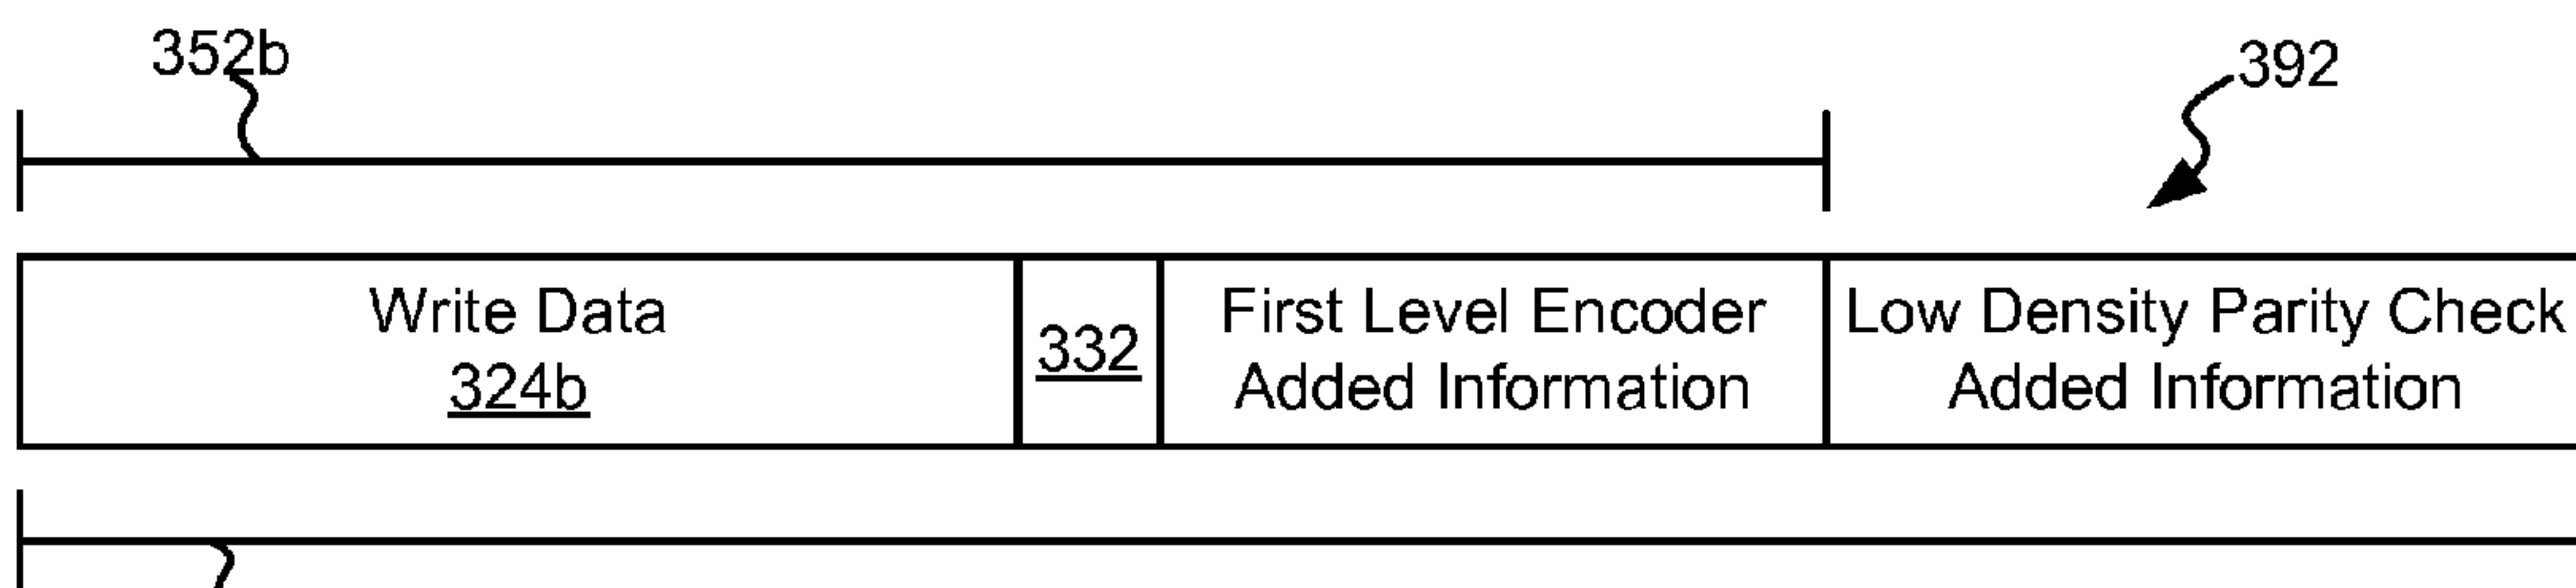 352b
392
Write Data
324b
332
First Level Encoder
Added Information
Low Density Parity Check
Added Information